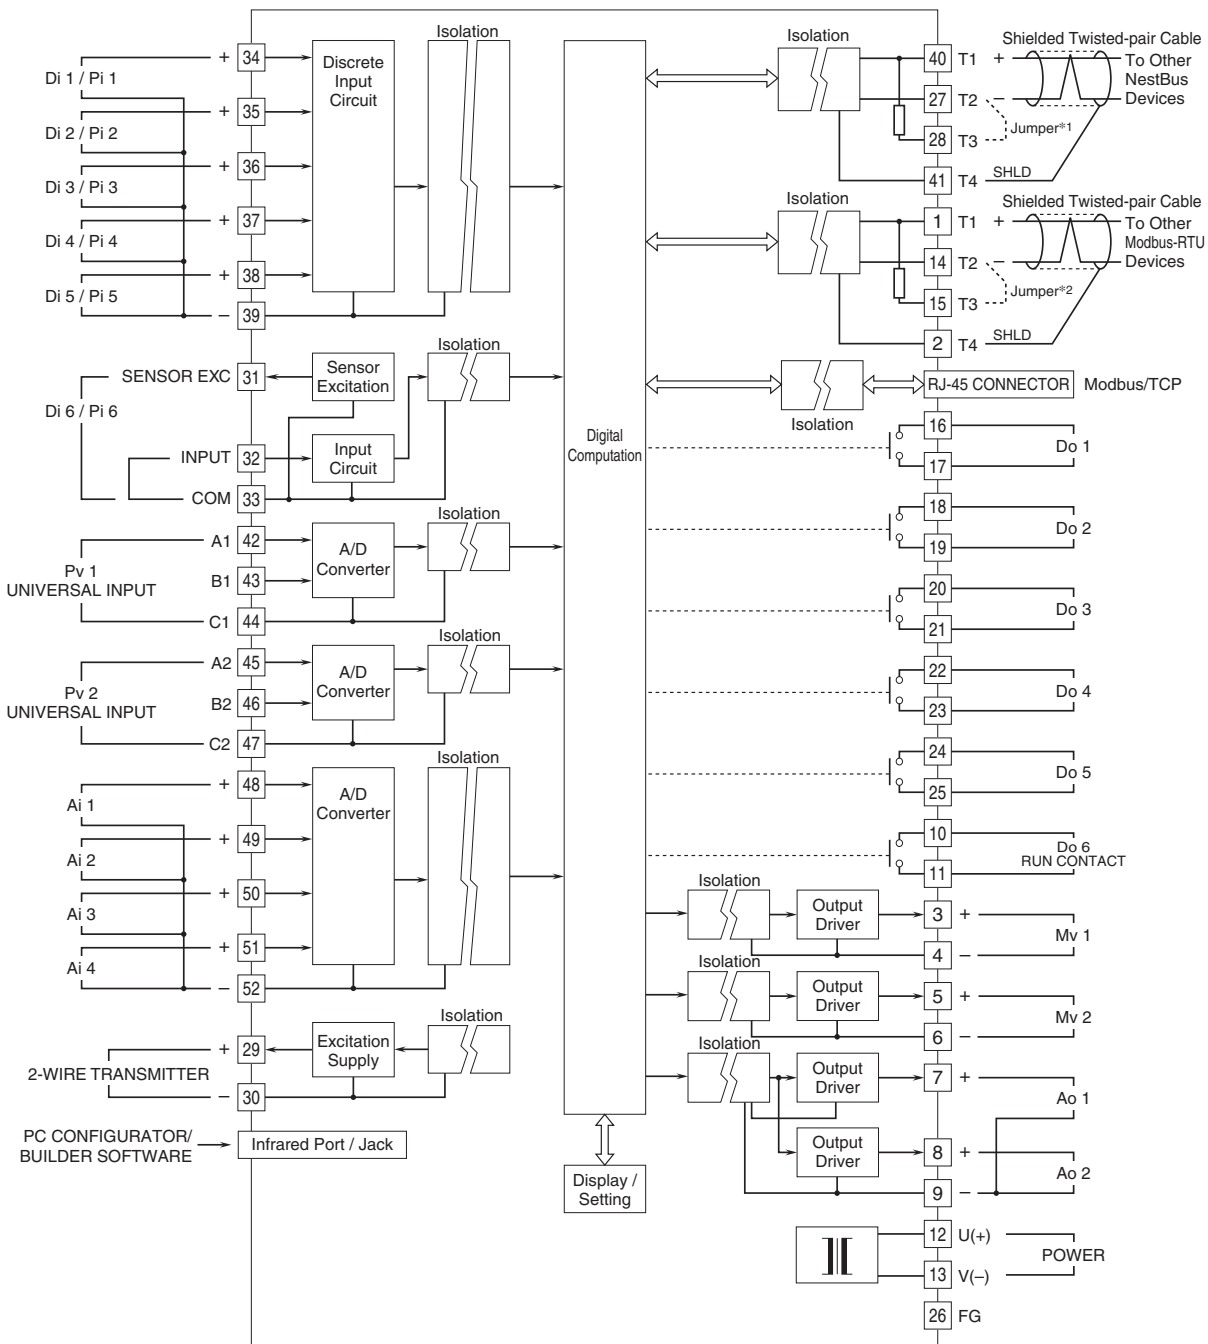 Isolation
+ 34
Di 1 / Pi 1
+ 35
Di 2 / Pi 2
+ 36
Di 3 / Pi 3
+ 37
Di 4 / Pi 4
+ 38
Di 5 / Pi 5
− 39
Discrete
Input
Circuit
Isolation
SENSOR EXC 31
Sensor
Excitation
Di 6 / Pi 6
INPUT 32
Input
Circuit
COM 33
Isolation
A1 42
Pv 1
UNIVERSAL INPUT
B1 43
C1 44
A/D
Converter
Isolation
A2 45
Pv 2
UNIVERSAL INPUT
B2 46
C2 47
A/D
Converter
Isolation
+ 48
Ai 1
+ 49
Ai 2
+ 50
Ai 3
+ 51
Ai 4
− 52
A/D
Converter
Isolation
+ 29
2-WIRE TRANSMITTER
− 30
Excitation
Supply
PC CONFIGURATOR/
BUILDER SOFTWARE
Infrared Port / Jack
Digital
Computation
Display /
Setting
Isolation
Shielded Twisted-pair Cable
40 T1 +
To Other
NestBus
Devices
27 T2 −
Jumper*1
28 T3
41 T4 SHLD
Isolation
Shielded Twisted-pair Cable
1 T1 +
To Other
Modbus-RTU
Devices
14 T2 −
Jumper*2
15 T3
2 T4 SHLD
RJ-45 CONNECTOR Modbus/TCP
Isolation
16
Do 1
17
18
Do 2
19
20
Do 3
21
22
Do 4
23
24
Do 5
25
10
Do 6
RUN CONTACT
11
Isolation
Output
Driver
3 +
Mv 1
4 −
Isolation
Output
Driver
5 +
Mv 2
6 −
Isolation
Output
Driver
7 +
Ao 1
Output
Driver
8 +
Ao 2
9 −
12 U(+)
POWER
13 V(−)
26 FG